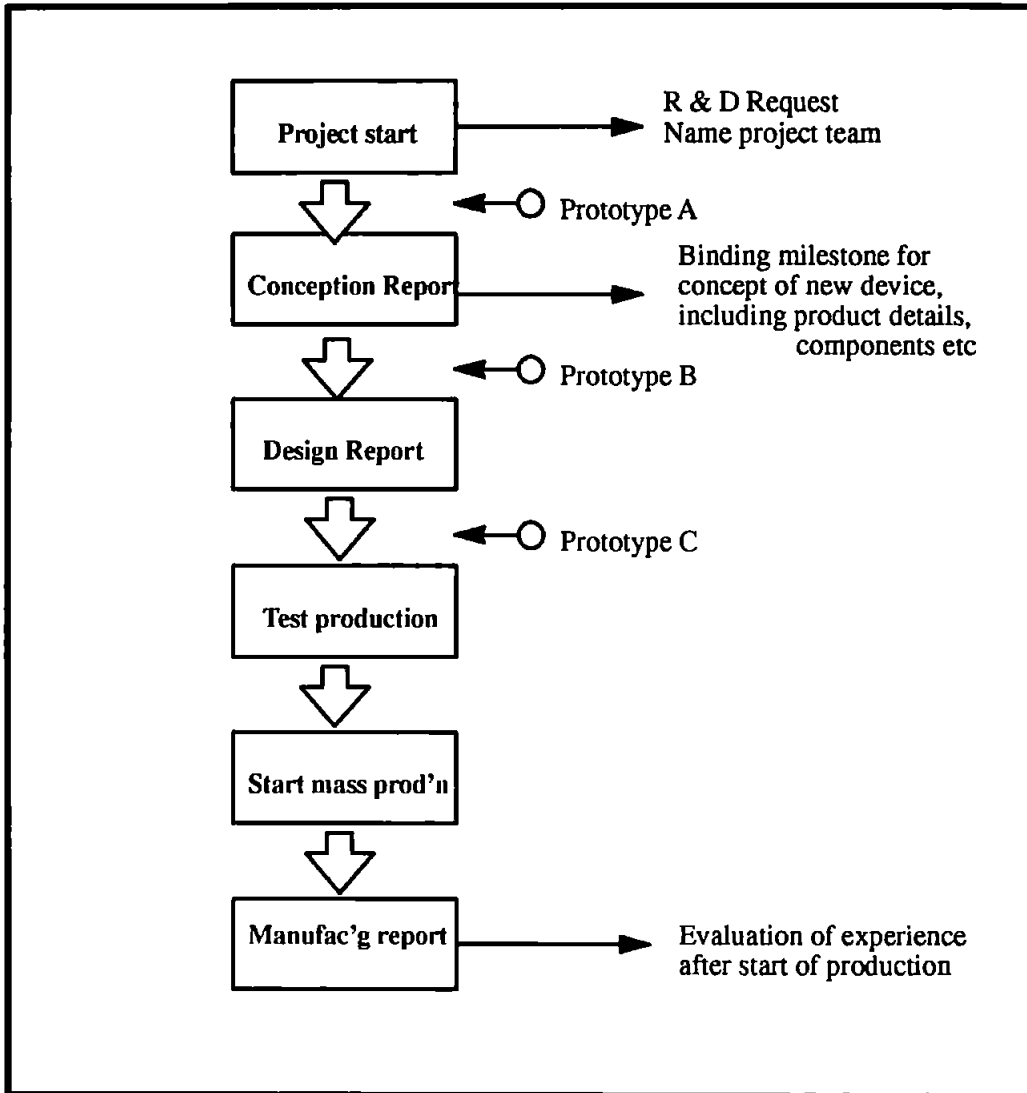 Project start
R & D Request
Name project team
Prototype A
Conception Report
Binding milestone for
concept of new device,
including product details,
components etc
Prototype B
Design Report
Prototype C
Test production
Start mass prod'n
Manufac'g report
Evaluation of experience
after start of production